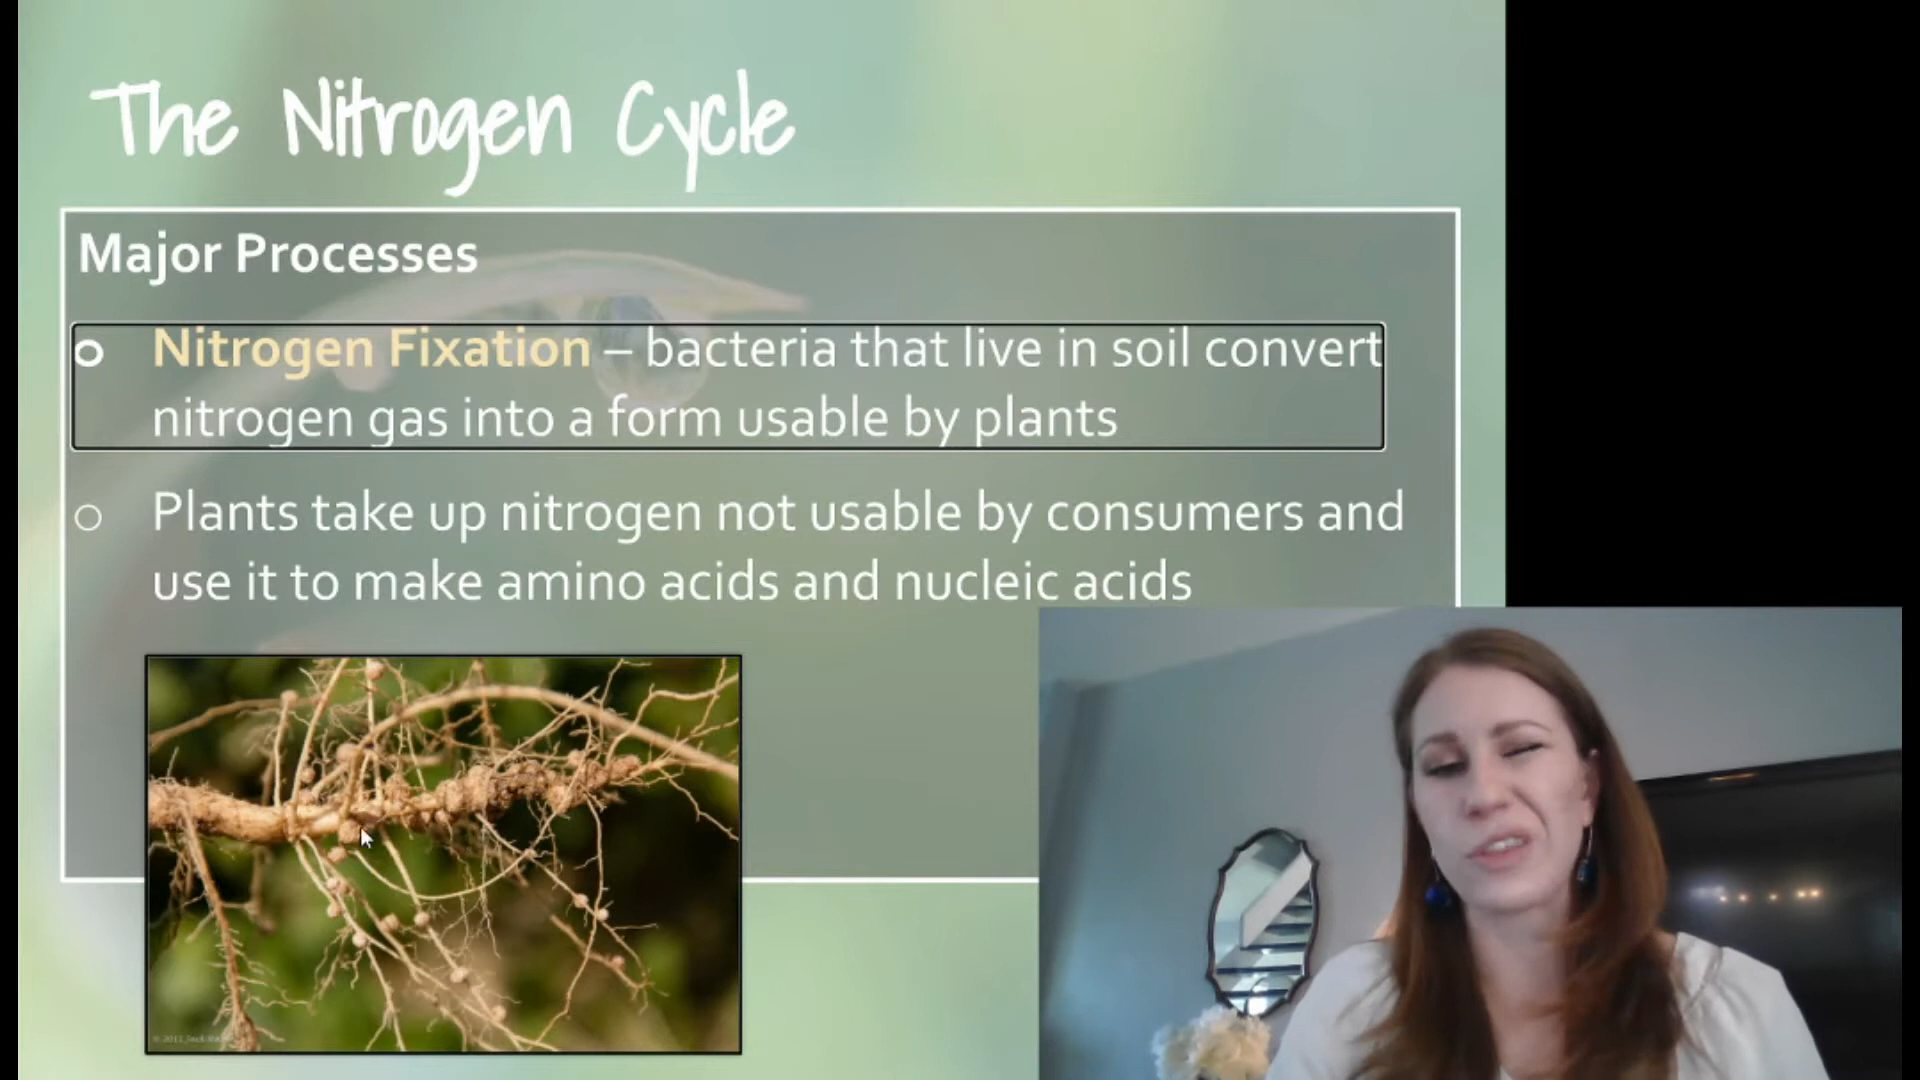 The Nitrogen Cycle
Major Processes
Nitrogen Fixation – bacteria that live in soil convert
nitrogen gas into a form usable by plants
Plants take up nitrogen not usable by consumers and
use it to make amino acids and nucleic acids